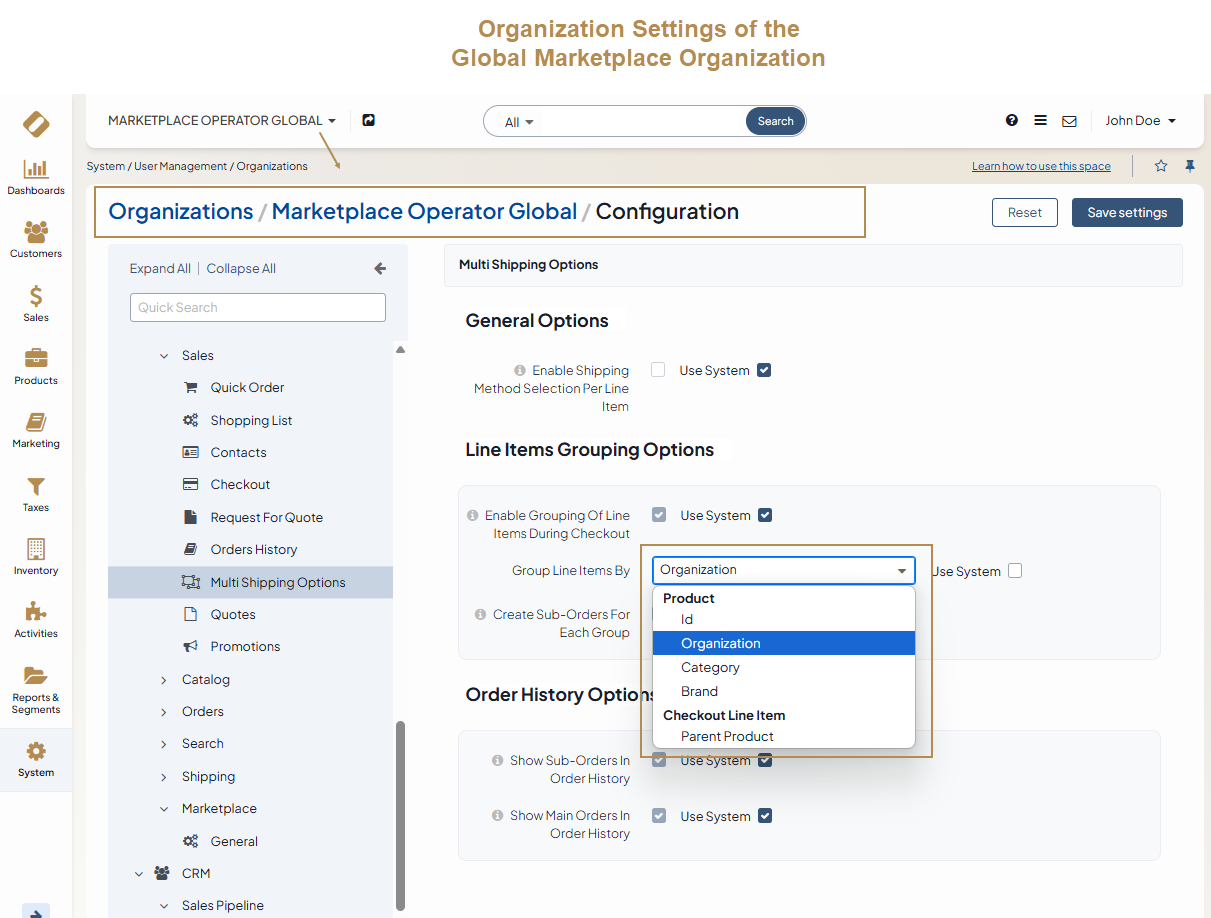 Organization Settings of the
Global Marketplace Organization
MARKETPLACE OPERATOR GLOBAL
All
Search
John Doe
System / User Management / Organizations
Learn how to use this space
Organizations / Marketplace Operator Global / Configuration
Reset
Save settings
Dashboards
Customers
Sales
Products
Marketing
Taxes
Inventory
Activities
Reports &
Segments
System
Expand All | Collapse All
Quick Search
Sales
Quick Order
Shopping List
Contacts
Checkout
Request For Quote
Orders History
Multi Shipping Options
Quotes
Promotions
Catalog
Orders
Search
Shipping
Marketplace
General
CRM
Sales Pipeline
Multi Shipping Options
General Options
Enable Shipping
Method Selection Per Line
Item
Use System
Line Items Grouping Options
Enable Grouping Of Line
Items During Checkout
Use System
Group Line Items By
Organization
Use System
Product
Id
Organization
Category
Brand
Checkout Line Item
Parent Product
Create Sub-Orders For
Each Group
Order History Options
Show Sub-Orders In
Order History
Use System
Show Main Orders In
Order History
Use System